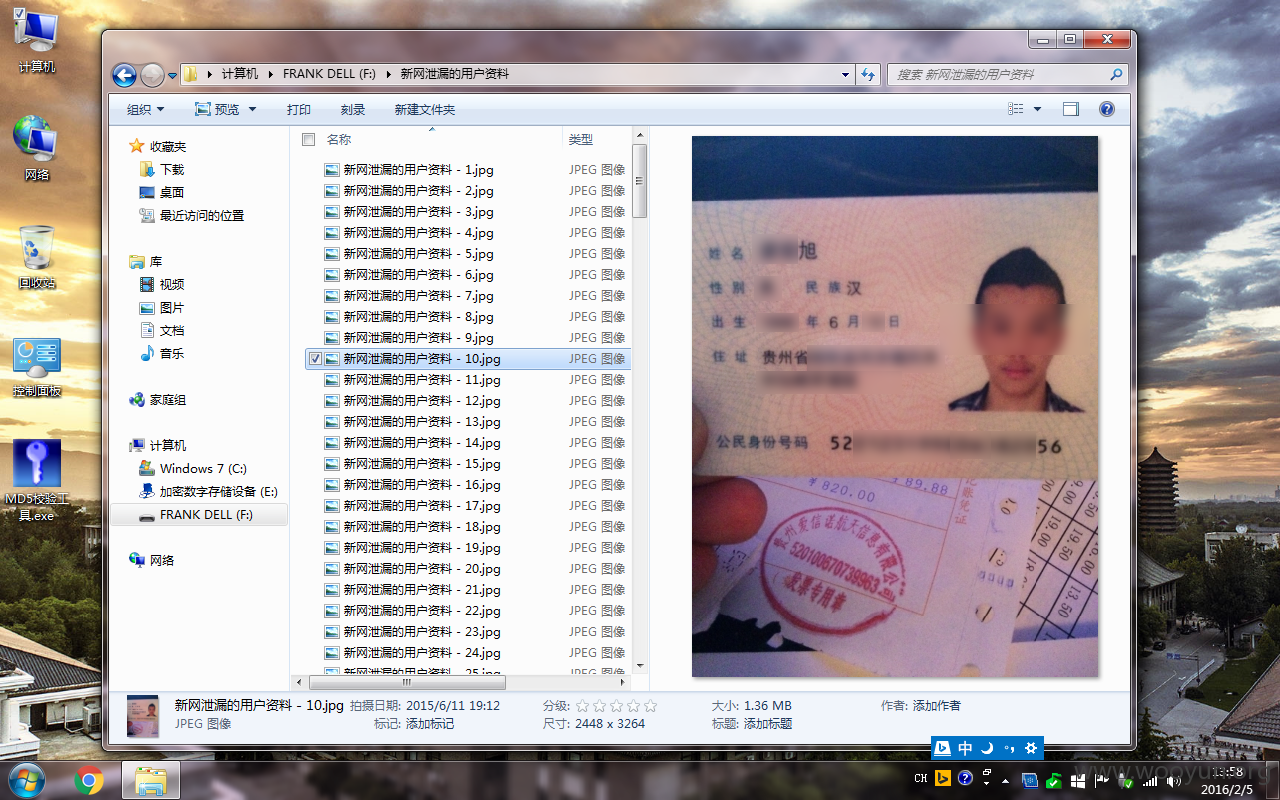 计算机
网络
回收站
控制面板
MD5校验工
具.exe
计算机 FRANK DELL (F:) 新网泄漏的用户资料
搜索 新网泄漏的用户资料
组织 预览 打印 刻录 新建文件夹
收藏夹
下载
桌面
最近访问的位置
库
视频
图片
文档
音乐
家庭组
计算机
Windows 7 (C:)
加密数字存储设备 (E:)
FRANK DELL (F:)
网络
名称 类型
新网泄漏的用户资料 - 1.jpg JPEG 图像
新网泄漏的用户资料 - 2.jpg JPEG 图像
新网泄漏的用户资料 - 3.jpg JPEG 图像
新网泄漏的用户资料 - 4.jpg JPEG 图像
新网泄漏的用户资料 - 5.jpg JPEG 图像
新网泄漏的用户资料 - 6.jpg JPEG 图像
新网泄漏的用户资料 - 7.jpg JPEG 图像
新网泄漏的用户资料 - 8.jpg JPEG 图像
新网泄漏的用户资料 - 9.jpg JPEG 图像
新网泄漏的用户资料 - 10.jpg JPEG 图像
新网泄漏的用户资料 - 11.jpg JPEG 图像
新网泄漏的用户资料 - 12.jpg JPEG 图像
新网泄漏的用户资料 - 13.jpg JPEG 图像
新网泄漏的用户资料 - 14.jpg JPEG 图像
新网泄漏的用户资料 - 15.jpg JPEG 图像
新网泄漏的用户资料 - 16.jpg JPEG 图像
新网泄漏的用户资料 - 17.jpg JPEG 图像
新网泄漏的用户资料 - 18.jpg JPEG 图像
新网泄漏的用户资料 - 19.jpg JPEG 图像
新网泄漏的用户资料 - 20.jpg JPEG 图像
新网泄漏的用户资料 - 21.jpg JPEG 图像
新网泄漏的用户资料 - 22.jpg JPEG 图像
新网泄漏的用户资料 - 23.jpg JPEG 图像
新网泄漏的用户资料 - 24.jpg JPEG 图像
新网泄漏的用户资料 - 25.jpg JPEG 图像
姓名 旭
性别 民族汉
出生 年 6 月 日
住址 贵州省
公民身份号码 52 56
¥820.00 ¥89.88
520100670739963
发票专用章
19.00
19.50
13.50
新网泄漏的用户资料 - 10.jpg 拍摄日期: 2015/6/11 19:12 分级: 大小: 1.36 MB 作者: 添加作者
JPEG 图像 标记: 添加标记 尺寸: 2448 x 3264 标题: 添加标题
中
CH
13:58
2016/2/5